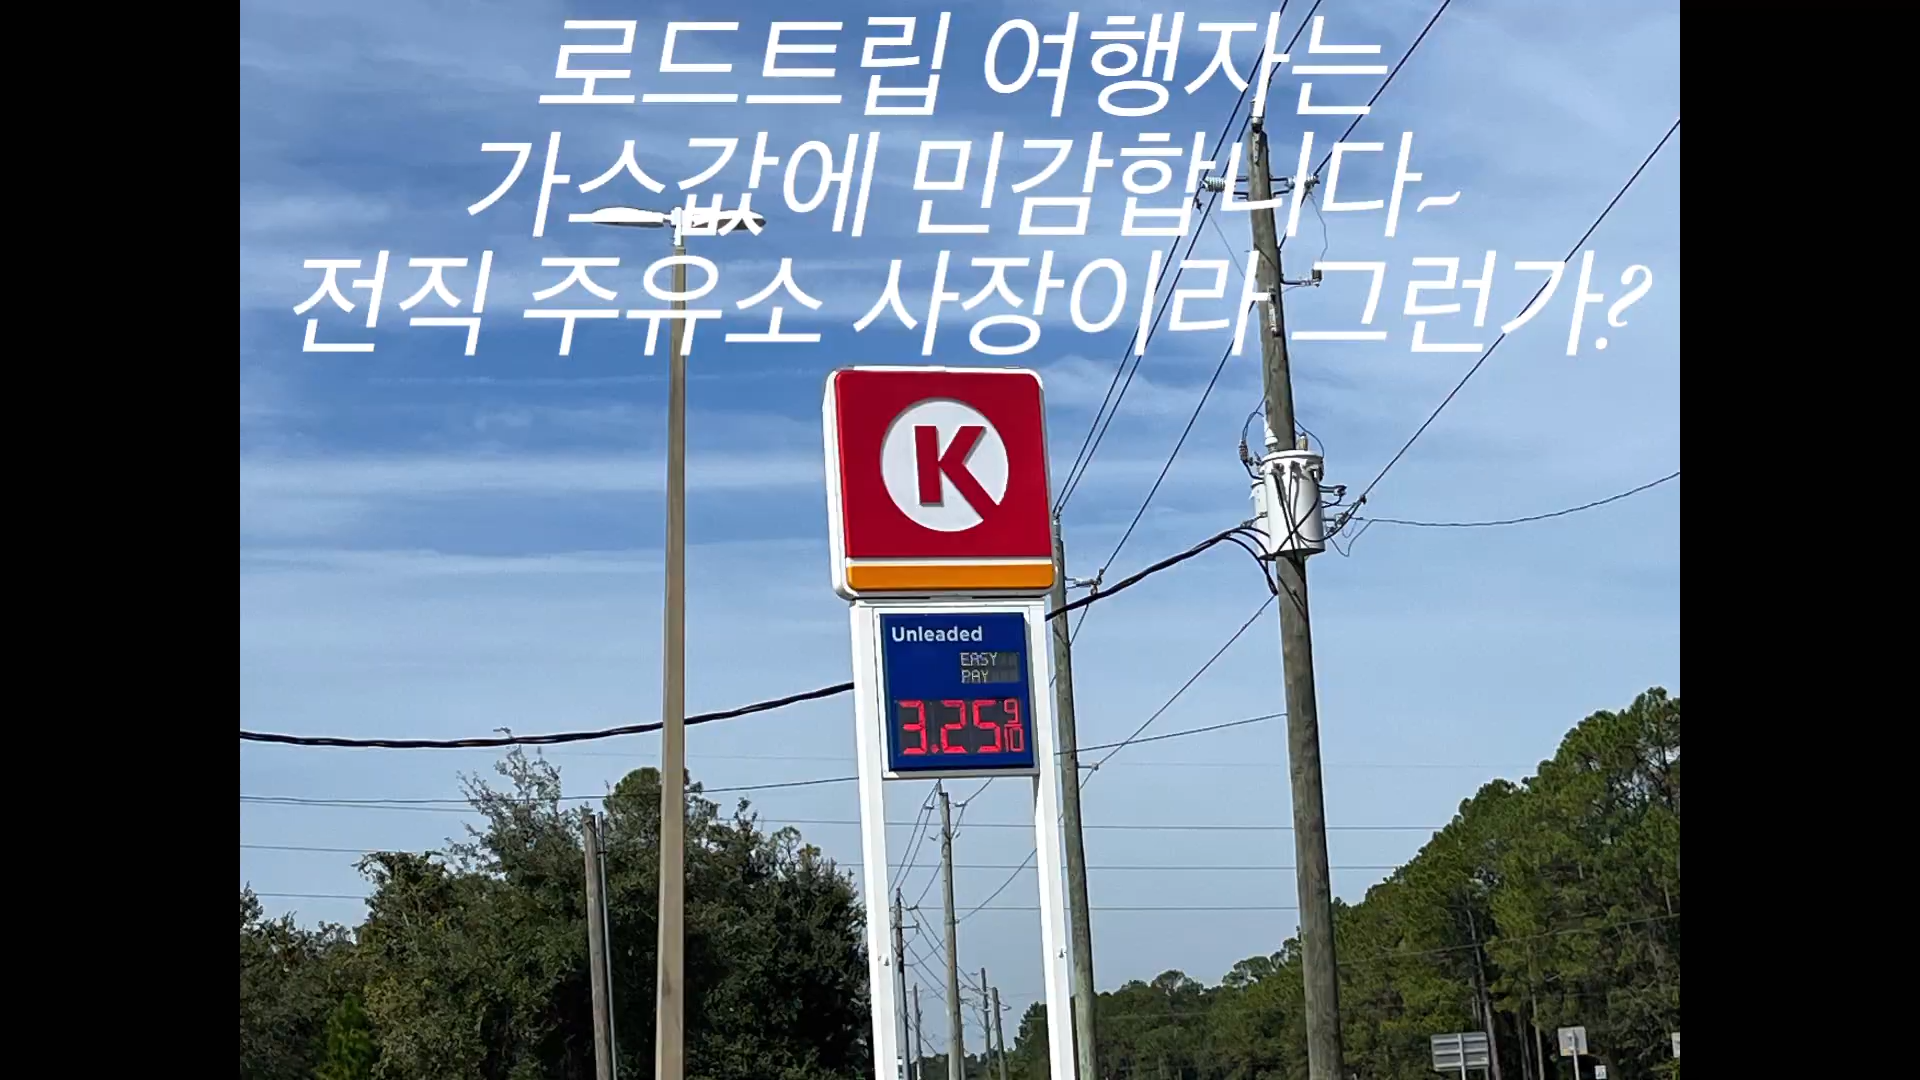 로드트립 여행자는
가스값에 민감합니다~
전직 주유소 사장이라 그런가?
K
Unleaded
EASY
PAY
3.25 9/10